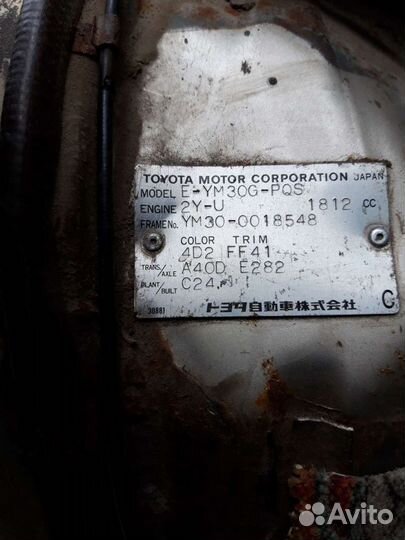 TOYOTA MOTOR CORPORATION JAPAN
MODEL E-YM30G-PQS
ENGINE 2Y-U 1812 CC
FRAME No. YM30-0018548
COLOR TRIM
4D2 FF41
TRANS./AXLE A40D E282
PLANT/BUILT C24
トヨタ自動車株式会社 C
Avito